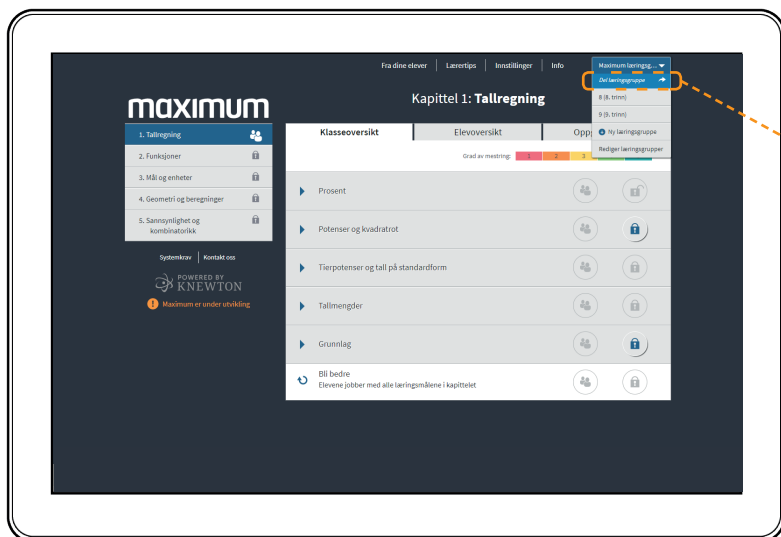 Fra dine elever
Lærertips
Innstillinger
Info
Maximum læringsg...
Del læringsgruppe
8 (8. trinn)
9 (9. trinn)
Ny læringsgruppe
Rediger læringsgrupper
maximum
Kapittel 1: Tallregning
1. Tallregning
2. Funksjoner
3. Mål og enheter
4. Geometri og beregninger
5. Sannsynlighet og
kombinatorikk
Systemkrav
Kontakt oss
POWERED BY
KNEWTON
Maximum er under utvikling
Klasseoversikt
Elevoversikt
Grad av mestring:
2
3
Prosent
Potenser og kvadratrot
Tierpotenser og tall på standardform
Tallmengder
Grunnlag
Bli bedre
Elevene jobber med alle læringsmålene i kapittelet